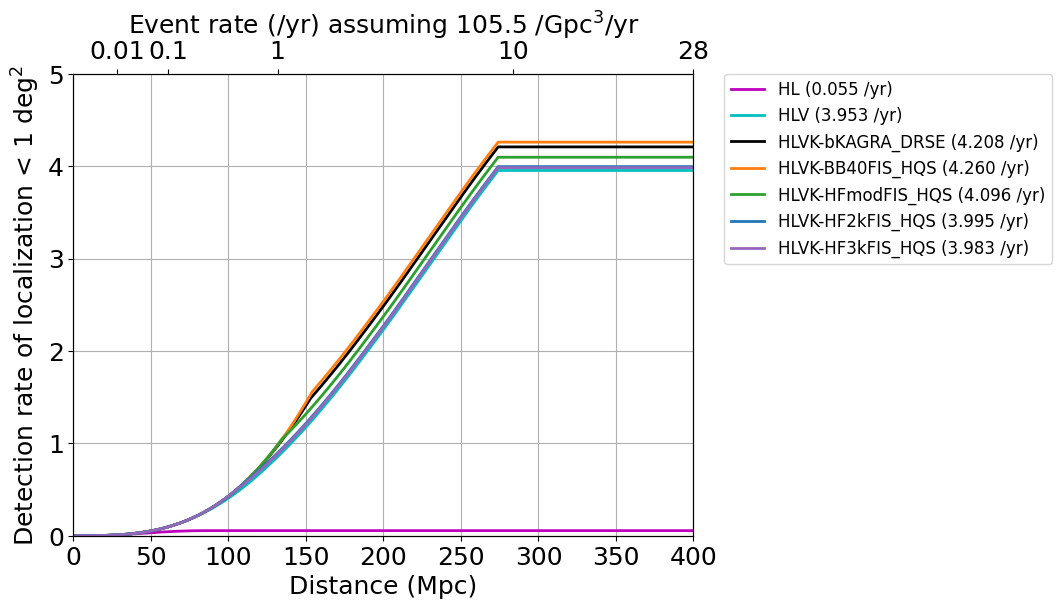 Event rate (/yr) assuming 105.5 /Gpc³/yr
0.01 0.1 1 10 28
Detection rate of localization < 1 deg²
5
4
3
2
1
0
0 50 100 150 200 250 300 350 400
Distance (Mpc)
HL (0.055 /yr)
HLV (3.953 /yr)
HLVK-bKAGRA_DRSE (4.208 /yr)
HLVK-BB40FIS_HQS (4.260 /yr)
HLVK-HFmodFIS_HQS (4.096 /yr)
HLVK-HF2kFIS_HQS (3.995 /yr)
HLVK-HF3kFIS_HQS (3.983 /yr)